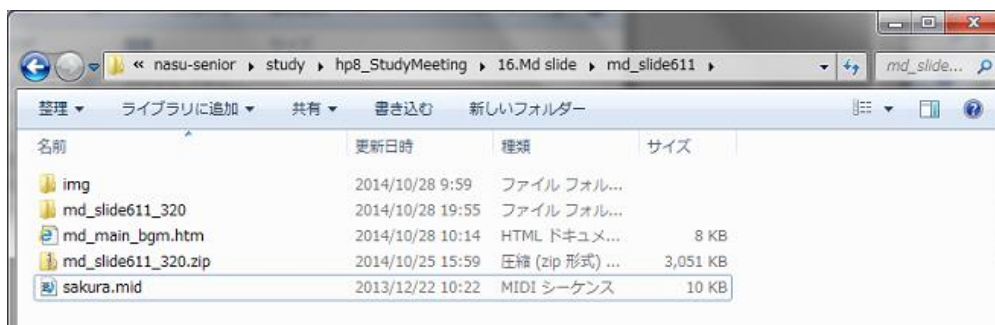 « nasu-senior ▸ study ▸ hp8_StudyMeeting ▸ 16.Md slide ▸ md_slide611 ▸ md_slide...
整理 ライブラリに追加 共有 書き込む 新しいフォルダー
名前 更新日時 種類 サイズ
img 2014/10/28 9:59 ファイル フォル...
md_slide611_320 2014/10/28 19:55 ファイル フォル...
md_main_bgm.htm 2014/10/28 10:14 HTML ドキュメ... 8 KB
md_slide611_320.zip 2014/10/25 15:59 圧縮 (zip 形式) ... 3,051 KB
sakura.mid 2013/12/22 10:22 MIDI シーケンス 10 KB